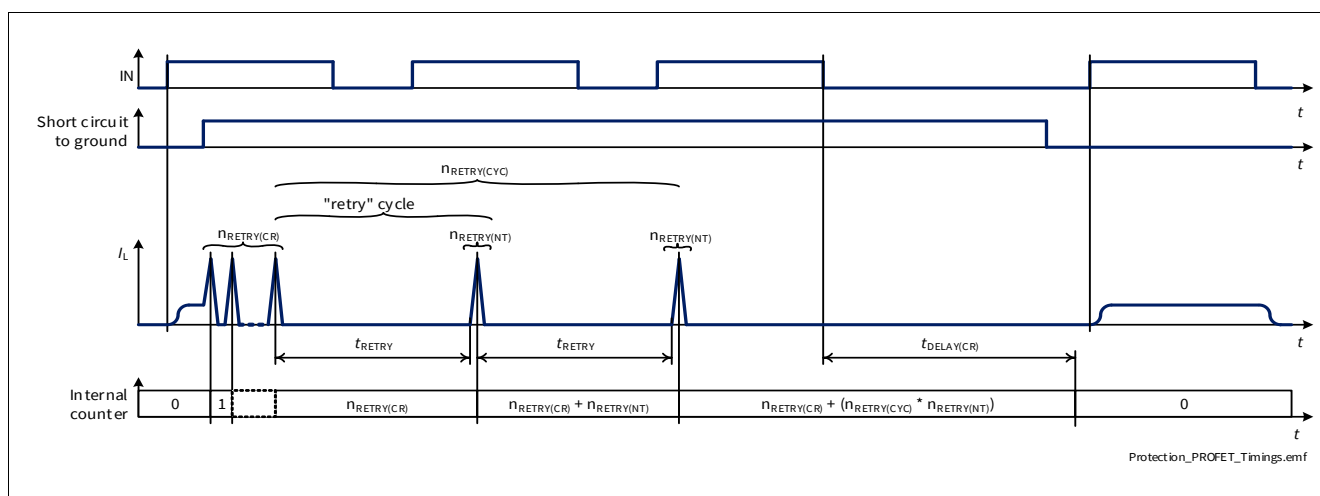 IN
t
Short circuit
to ground
t
nRETRY(CYC)
"retry" cycle
nRETRY(CR)
nRETRY(NT)
nRETRY(NT)
IL
t
tRETRY
tRETRY
tDELAY(CR)
Internal
counter
0
1
nRETRY(CR)
nRETRY(CR) + nRETRY(NT)
nRETRY(CR) + (nRETRY(CYC) * nRETRY(NT))
0
t
Protection_PROFET_Timings.emf